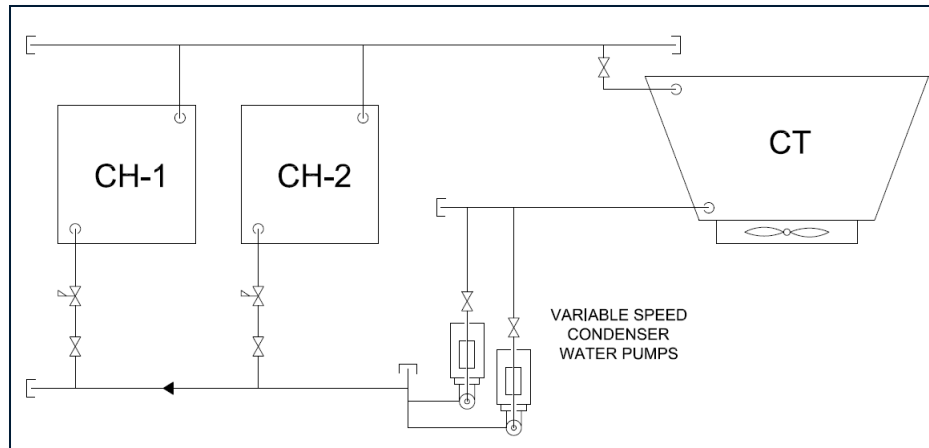 CH-1
CH-2
CT
VARIABLE SPEED
CONDENSER
WATER PUMPS